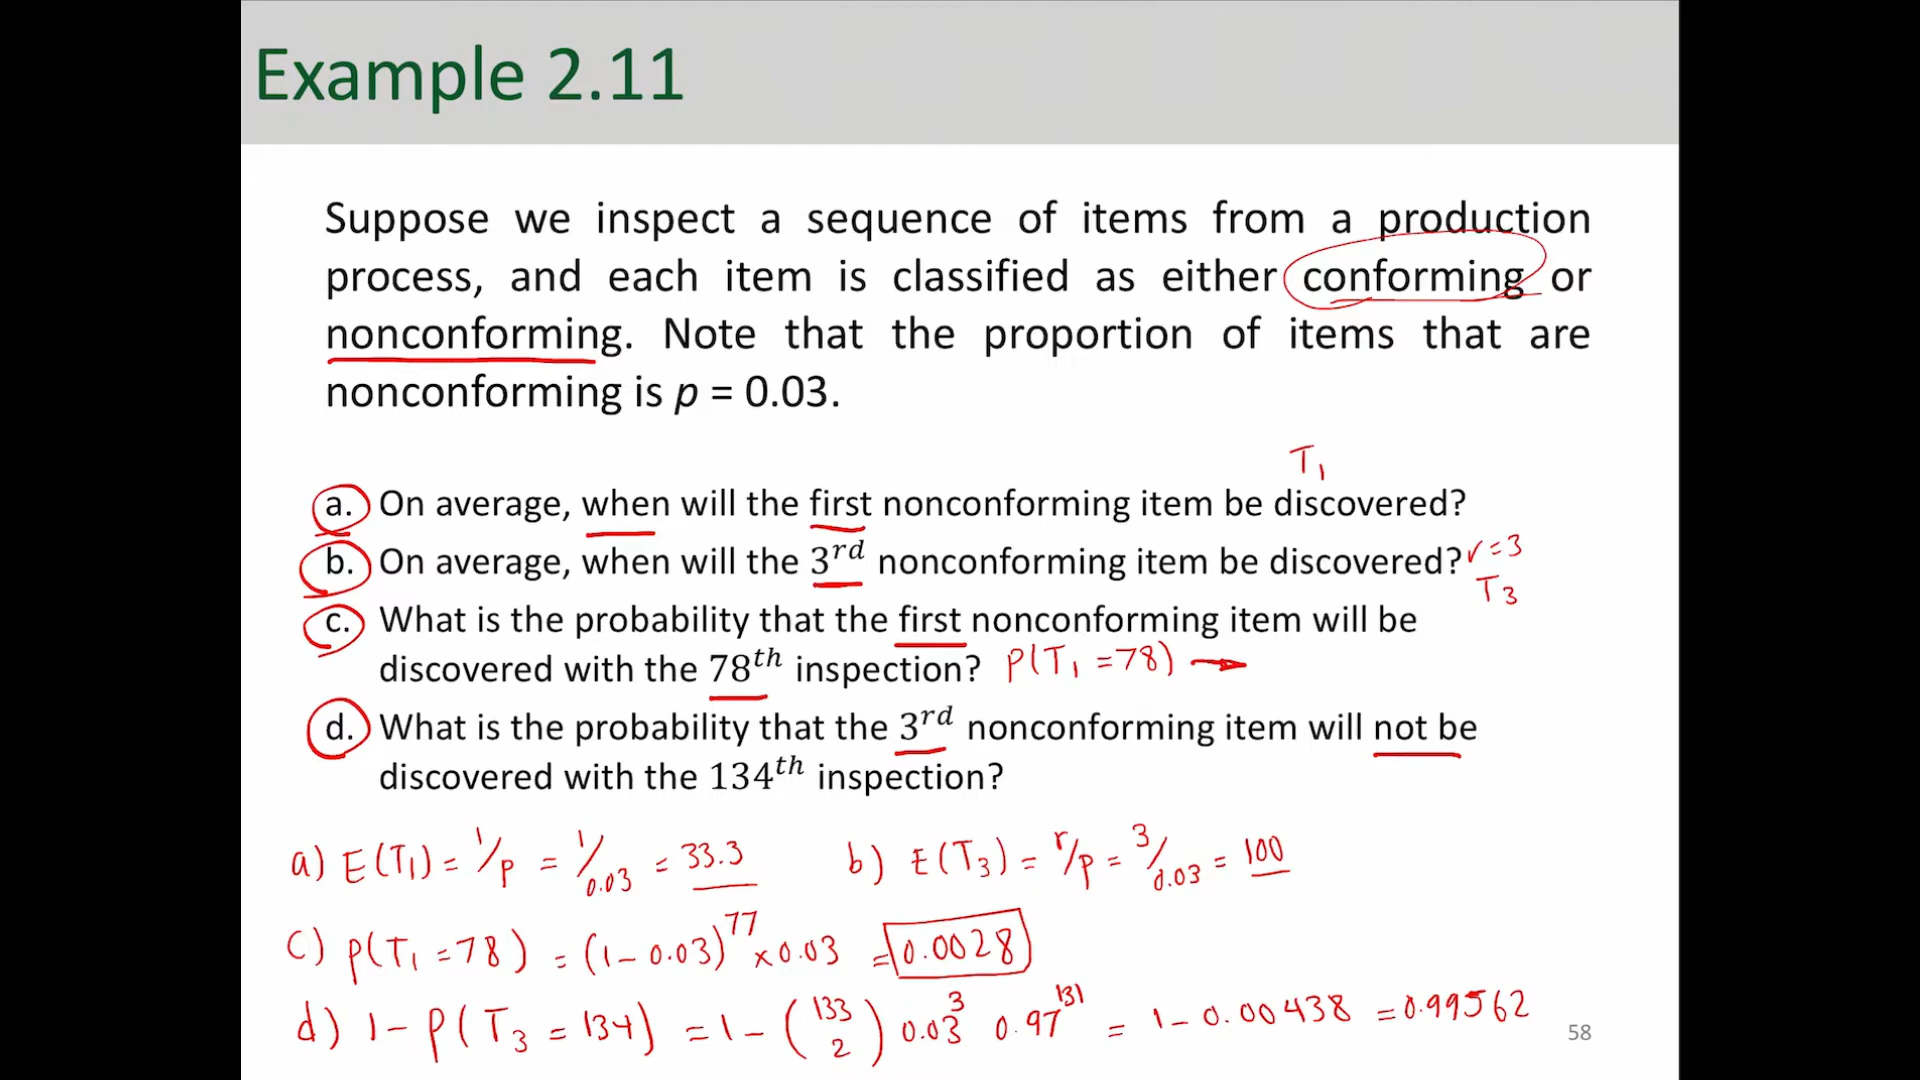 Example 2.11
Suppose we inspect a sequence of items from a production
process, and each item is classified as either conforming or
nonconforming. Note that the proportion of items that are
nonconforming is p = 0.03.
T₁
a. On average, when will the first nonconforming item be discovered?
b. On average, when will the 3ʳᵈ nonconforming item be discovered? r=3
T₃
c. What is the probability that the first nonconforming item will be
discovered with the 78ᵗʰ inspection? P(T₁ = 78) →
d. What is the probability that the 3ʳᵈ nonconforming item will not be
discovered with the 134ᵗʰ inspection?
a) E(T₁) = 1/p = 1/0.03 = 33.3 b) E(T₃) = r/p = 3/0.03 = 100
c) P(T₁ = 78) = (1 - 0.03)⁷⁷ × 0.03 = 0.0028
d) 1 - P(T₃ = 134) = 1 - (133 2) 0.03³ 0.97¹³¹ = 1 - 0.00438 = 0.99562
58